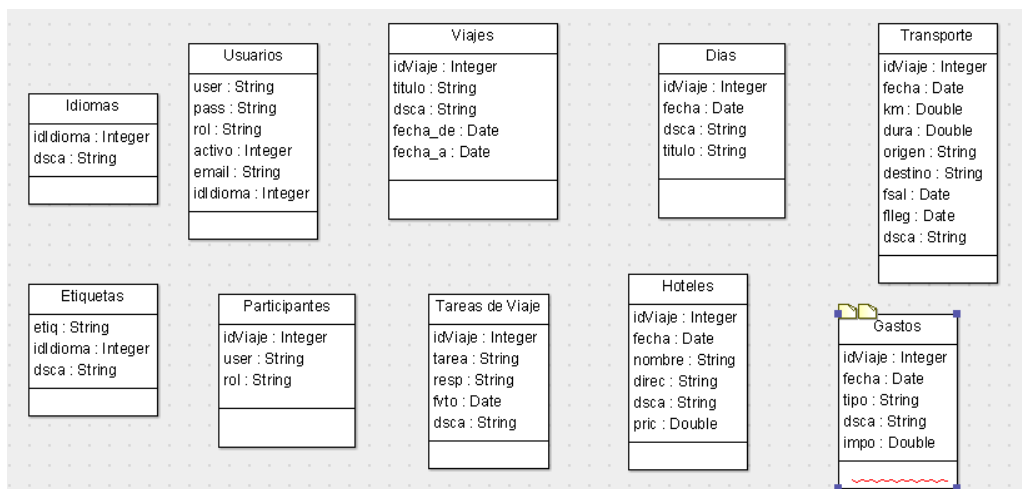 Idiomas
idIdioma : Integer
dsca : String
Usuarios
user : String
pass : String
rol : String
activo : Integer
email : String
idIdioma : Integer
Viajes
idViaje : Integer
titulo : String
dsca : String
fecha_de : Date
fecha_a : Date
Dias
idViaje : Integer
fecha : Date
dsca : String
titulo : String
Transporte
idViaje : Integer
fecha : Date
km : Double
dura : Double
origen : String
destino : String
fsal : Date
flleg : Date
dsca : String
Etiquetas
etiq : String
idIdioma : Integer
dsca : String
Participantes
idViaje : Integer
user : String
rol : String
Tareas de Viaje
idViaje : Integer
tarea : String
resp : String
fvto : Date
dsca : String
Hoteles
idViaje : Integer
fecha : Date
nombre : String
direc : String
dsca : String
pric : Double
Gastos
idViaje : Integer
fecha : Date
tipo : String
dsca : String
impo : Double